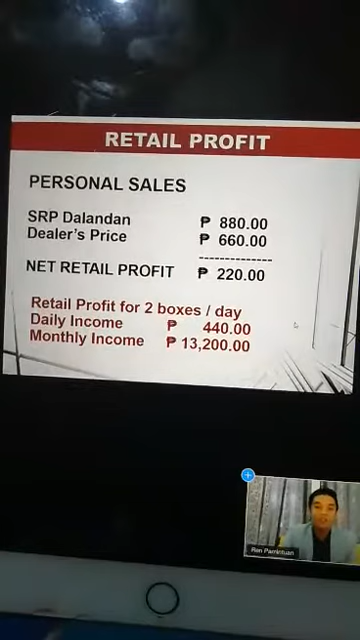 RETAIL PROFIT
PERSONAL SALES
SRP Dalandan ₱ 880.00
Dealer's Price ₱ 660.00
--------------
NET RETAIL PROFIT ₱ 220.00
Retail Profit for 2 boxes / day
Daily Income ₱ 440.00
Monthly Income ₱ 13,200.00